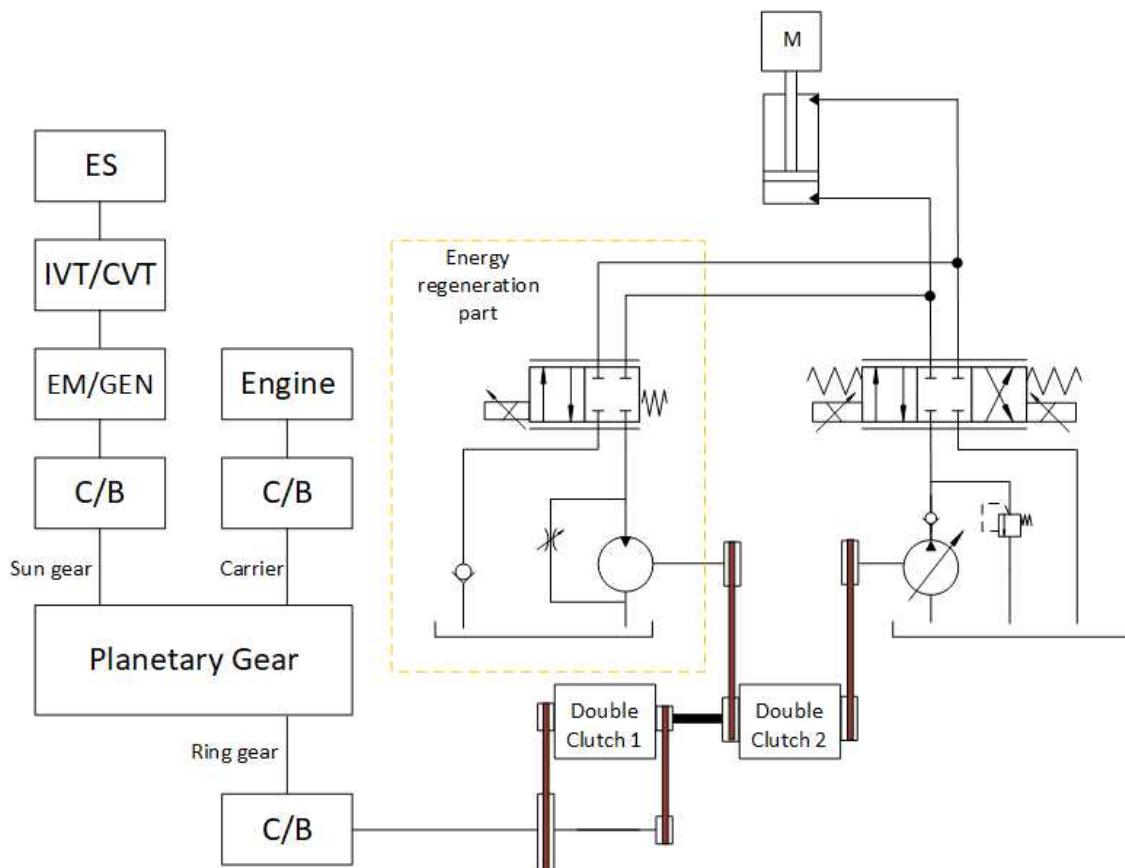 M
ES
IVT/CVT
EM/GEN
Engine
C/B
C/B
Sun gear
Carrier
Planetary Gear
Ring gear
C/B
Energy
regeneration
part
Double
Clutch 1
Double
Clutch 2